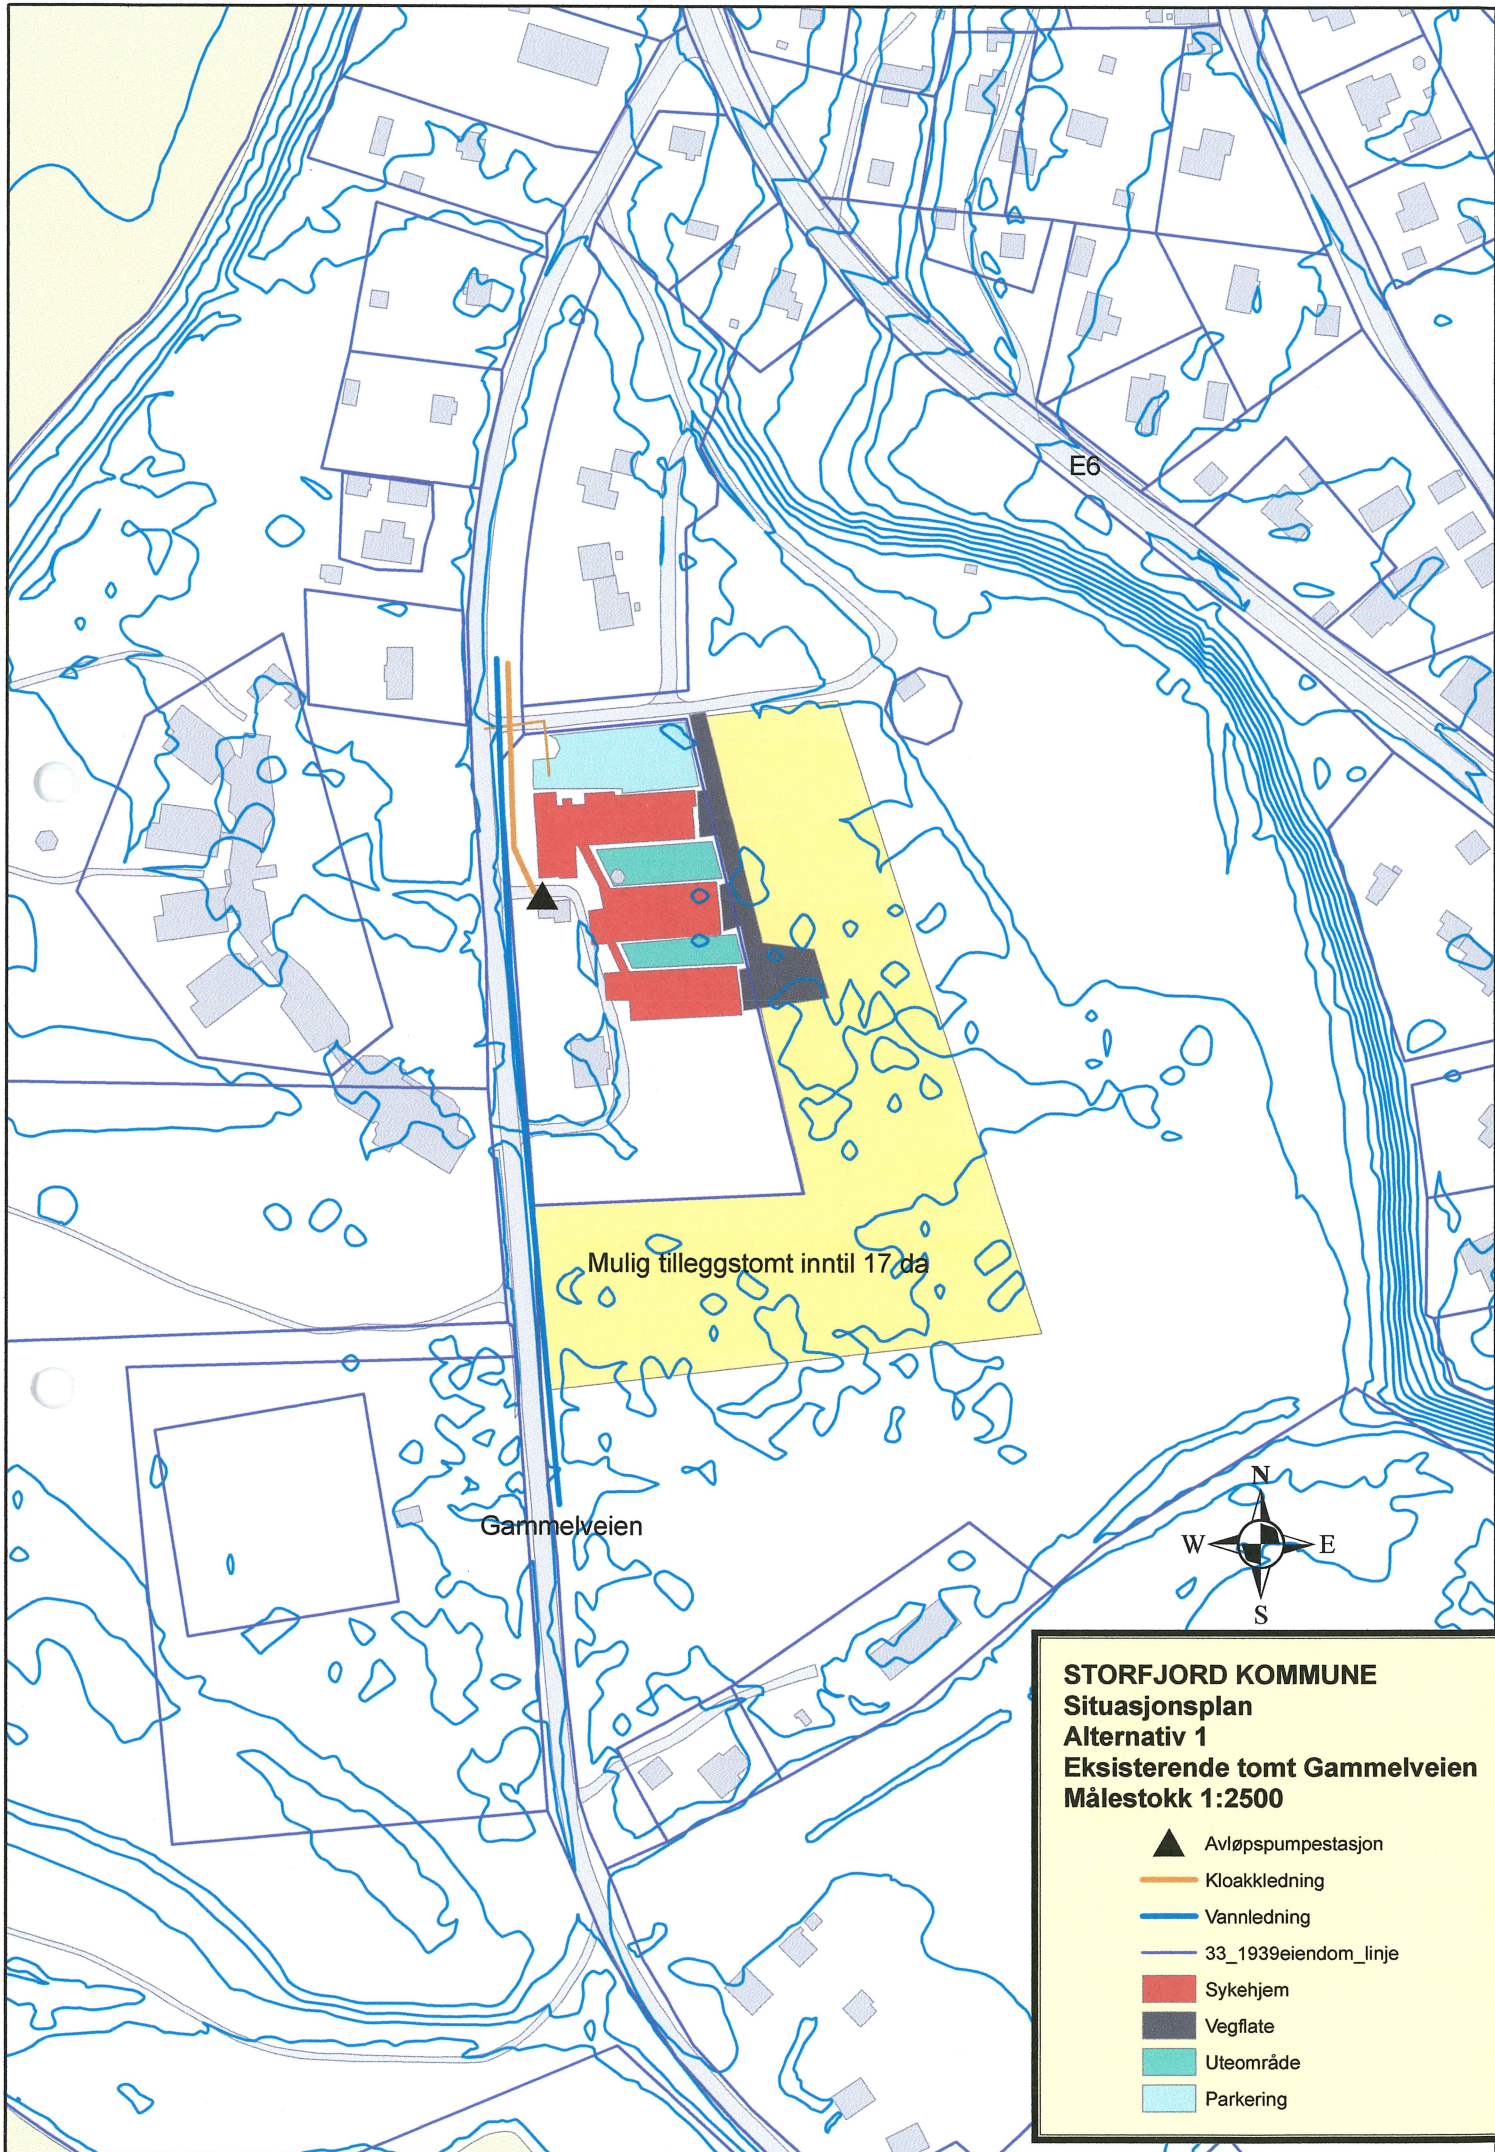 E6
Mulig tilleggstomt inntil 17 da
Gammelveien
N
W E
S
STORFJORD KOMMUNE
Situasjonsplan
Alternativ 1
Eksisterende tomt Gammelveien
Målestokk 1:2500
Avløpspumpestasjon
Kloakkledning
Vannledning
33_1939eiendom_linje
Sykehjem
Vegflate
Uteområde
Parkering